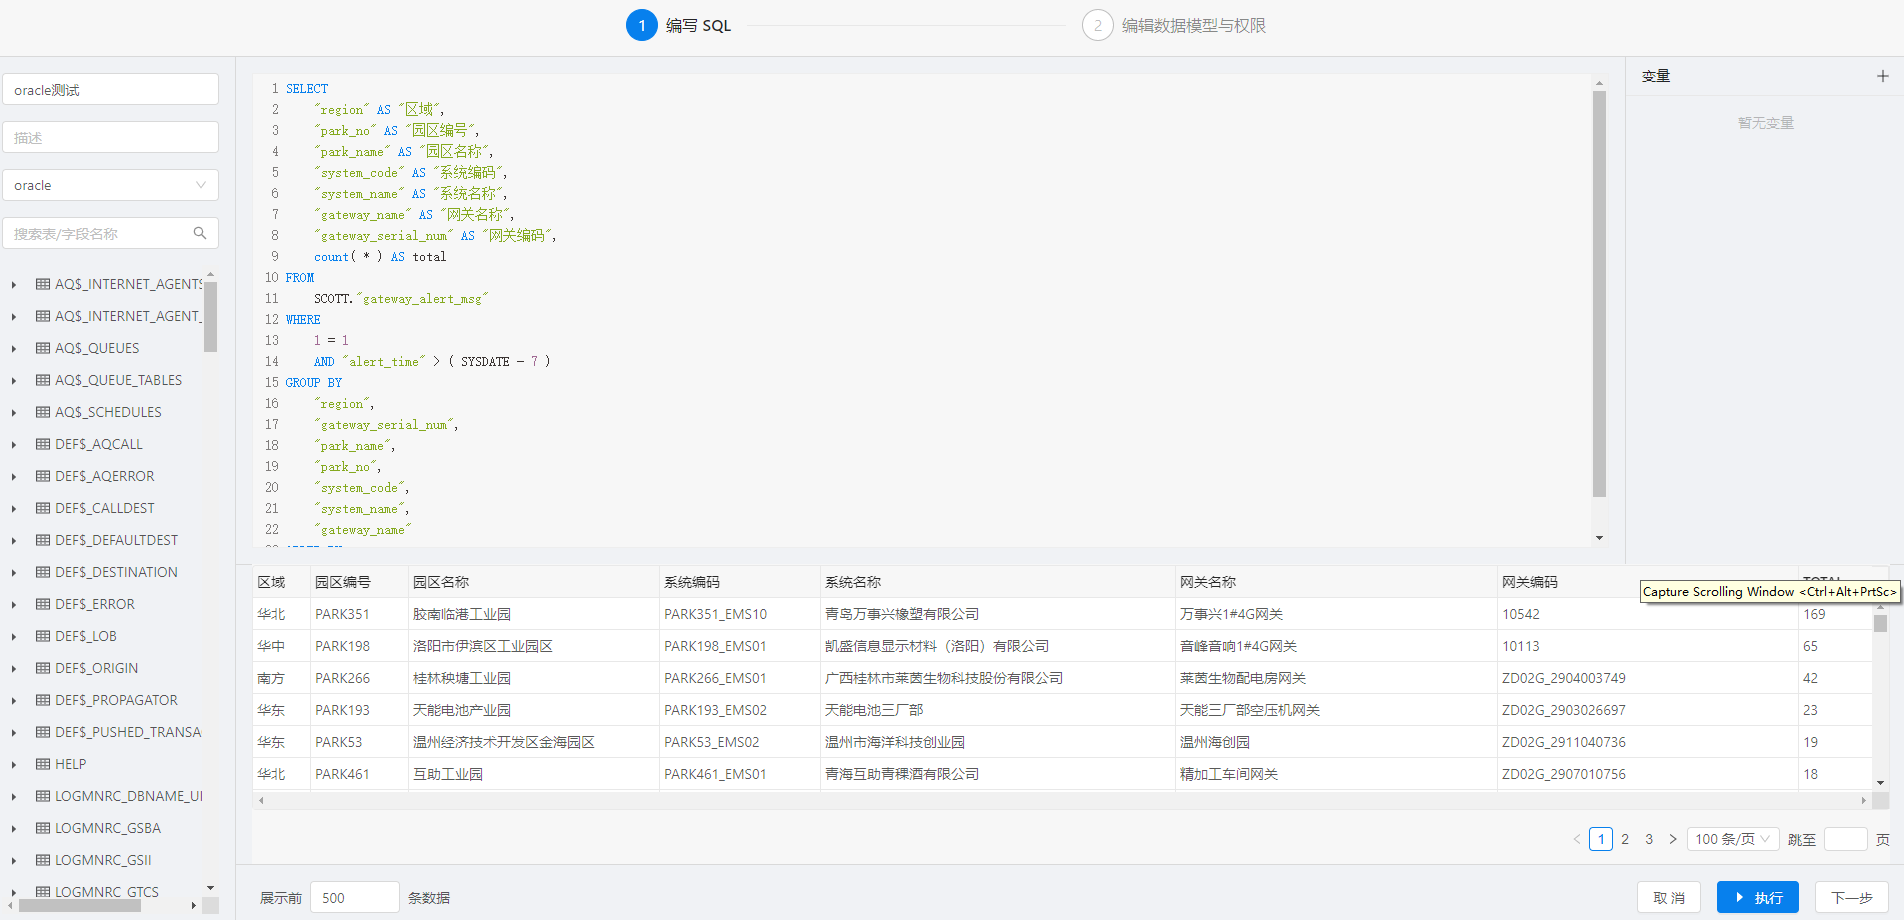 1 编写 SQL 2 编辑数据模型与权限
oracle测试
描述
oracle
搜索表/字段名称
AQ$_INTERNET_AGENTS
AQ$_INTERNET_AGENT_
AQ$_QUEUES
AQ$_QUEUE_TABLES
AQ$_SCHEDULES
DEF$_AQCALL
DEF$_AQERROR
DEF$_CALLDEST
DEF$_DEFAULTDEST
DEF$_DESTINATION
DEF$_ERROR
DEF$_LOB
DEF$_ORIGIN
DEF$_PROPAGATOR
DEF$_PUSHED_TRANSA
HELP
LOGMNRC_DBNAME_UI
LOGMNRC_GSBA
LOGMNRC_GSII
LOGMNRC_GTCS
1 SELECT
2 "region" AS "区域",
3 "park_no" AS "园区编号",
4 "park_name" AS "园区名称",
5 "system_code" AS "系统编码",
6 "system_name" AS "系统名称",
7 "gateway_name" AS "网关名称",
8 "gateway_serial_num" AS "网关编码",
9 count( * ) AS total
10 FROM
11 SCOTT."gateway_alert_msg"
12 WHERE
13 1 = 1
14 AND "alert_time" > ( SYSDATE - 7 )
15 GROUP BY
16 "region",
17 "gateway_serial_num",
18 "park_name",
19 "park_no",
20 "system_code",
21 "system_name",
22 "gateway_name"
变量 +
暂无变量
区域 园区编号 园区名称 系统编码 系统名称 网关名称 网关编码
Capture Scrolling Window <Ctrl+Alt+PrtSc>
华北 PARK351 胶南临港工业园 PARK351_EMS10 青岛万事兴橡塑有限公司 万事兴1#4G网关 10542 169
华中 PARK198 洛阳市伊滨区工业园区 PARK198_EMS01 凯盛信息显示材料（洛阳）有限公司 音峰音响1#4G网关 10113 65
南方 PARK266 桂林秧塘工业园 PARK266_EMS01 广西桂林市莱茵生物科技股份有限公司 莱茵生物配电房网关 ZD02G_2904003749 42
华东 PARK193 天能电池产业园 PARK193_EMS02 天能电池三厂部 天能三厂部空压机网关 ZD02G_2903026697 23
华东 PARK53 温州经济技术开发区金海园区 PARK53_EMS02 温州市海洋科技创业园 温州海创园 ZD02G_2911040736 19
华北 PARK461 互助工业园 PARK461_EMS01 青海互助青稞酒有限公司 精加工车间网关 ZD02G_2907010756 18
< 1 2 3 > 100 条/页 跳至 页
展示前 500 条数据 取 消 执行 下一步